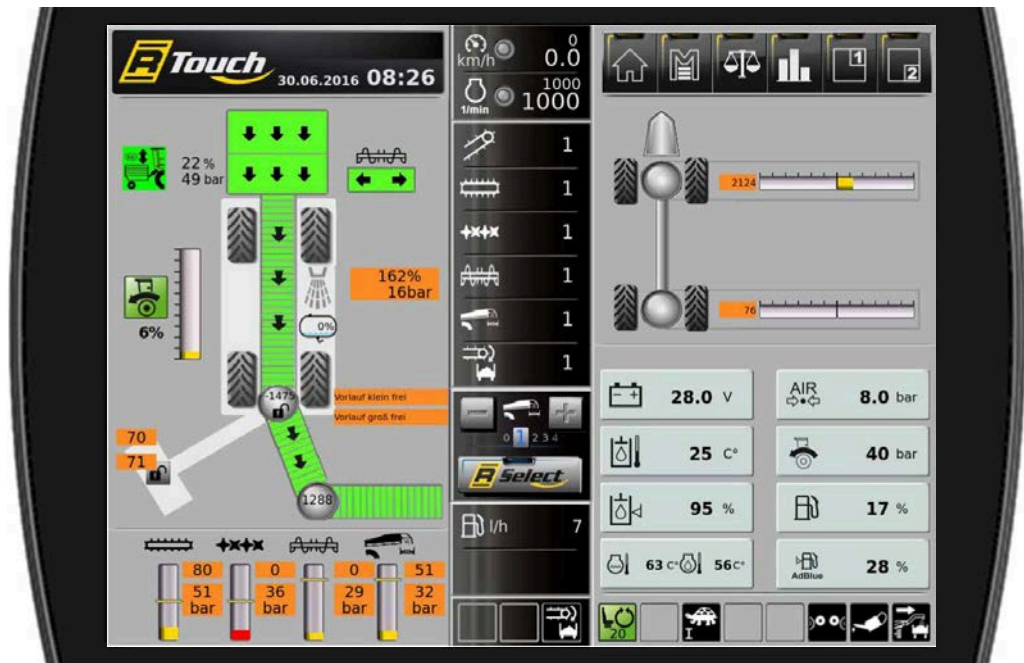 R Touch
30.06.2016 08:26
22 %
49 bar
6%
162%
16bar
0%
-1475
Vorlauf klein frei
Vorlauf groß frei
70
71
1288
80 0 0 51
51 36 29 32
bar bar bar bar
km/h
0
0.0
1/min
1000
1000
1
1
1
1
1
1
0 1 2 3 4
R Select
l/h 7
1
2
2124
76
28.0 V
AIR 8.0 bar
25 C°
40 bar
95 %
17 %
63 C° 56 C°
AdBlue 28 %
20
I